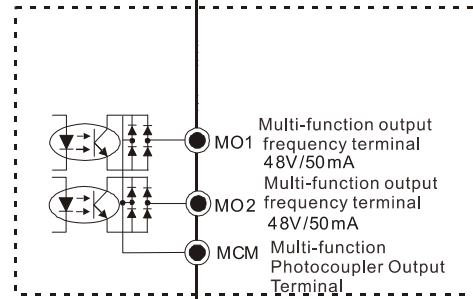 MO1 Multi-function output
frequency terminal
48V/50mA
MO2 Multi-function output
frequency terminal
48V/50mA
MCM Multi-function
Photocoupler Output
Terminal